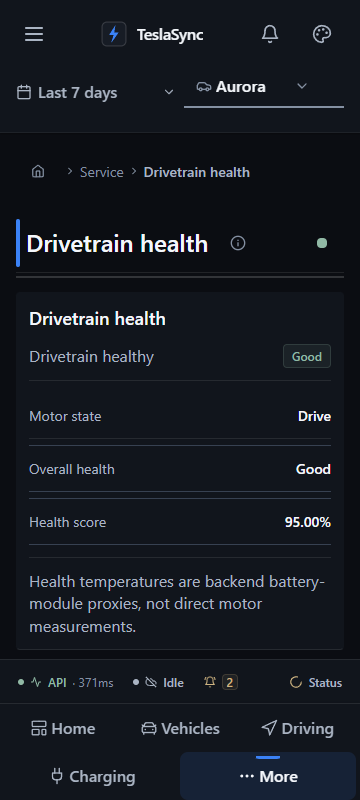 TeslaSync
Last 7 days
Aurora
Service
Drivetrain health
Drivetrain health
Drivetrain health
Drivetrain healthy
Good
Motor state
Drive
Overall health
Good
Health score
95.00%
Health temperatures are backend battery-
module proxies, not direct motor
measurements.
API · 371ms
Idle
2
Status
Home
Vehicles
Driving
Charging
More